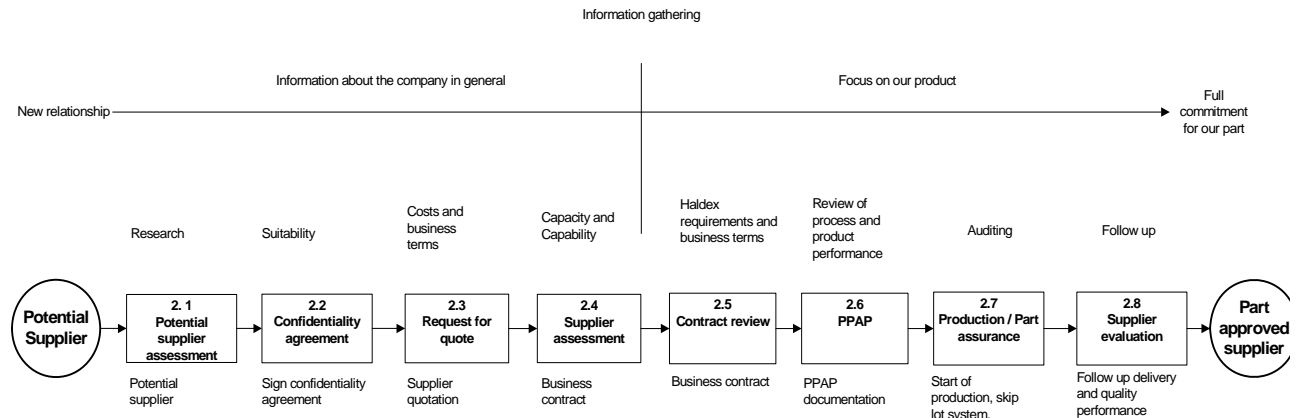 Information gathering
Information about the company in general
Focus on our product
New relationship
Full
commitment
for our part
Research
Suitability
Costs and
business
terms
Capacity and
Capability
Haldex
requirements and
business terms
Review of
process and
product
performance
Auditing
Follow up
Potential
Supplier
2. 1
Potential
supplier
assessment
2.2
Confidentiality
agreement
2.3
Request for
quote
2.4
Supplier
assessment
2.5
Contract review
2.6
PPAP
2.7
Production / Part
assurance
2.8
Supplier
evaluation
Part
approved
supplier
Potential
supplier
Sign confidentiality
agreement
Supplier
quotation
Business
contract
Business contract
PPAP
documentation
Start of
production, skip
lot system,
Follow up delivery
and quality
performance